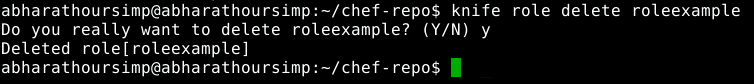 abharathoursimp@abharathoursimp:~/chef-repo$ knife role delete roleexample
Do you really want to delete roleexample? (Y/N) y
Deleted role[roleexample]
abharathoursimp@abharathoursimp:~/chef-repo$